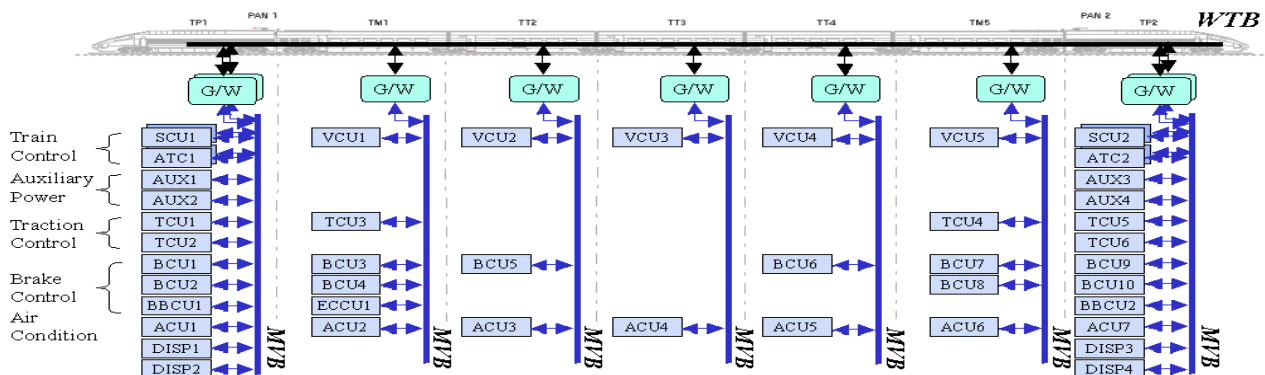 TP1 PAN 1 TM1 TT2 TT3 TT4 TM5 PAN 2 TP2 WTB
G/W G/W G/W G/W G/W G/W G/W
Train Control
SCU1 VCU1 VCU2 VCU3 VCU4 VCU5 SCU2
ATC1 ATC2
Auxiliary Power
AUX1 AUX3
AUX2 AUX4
Traction Control
TCU1 TCU3 TCU4 TCU5
TCU2 TCU6
Brake Control
BCU1 BCU3 BCU5 BCU6 BCU7 BCU9
BCU2 BCU4 BCU8 BCU10
BBCU1 ECCU1 BBCU2
Air Condition
ACU1 ACU2 ACU3 ACU4 ACU5 ACU6 ACU7
DISP1 DISP3
DISP2 DISP4
MVB MVB MVB MVB MVB MVB MVB